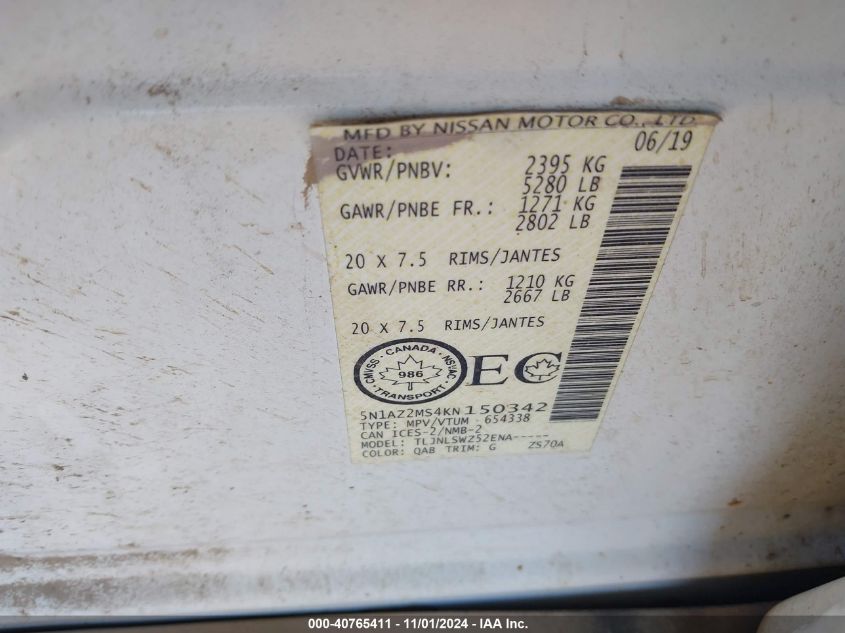 MFD BY NISSAN MOTOR CO., LTD.
DATE: 06/19
GVWR/PNBV: 2395 KG
5280 LB
GAWR/PNBE FR.: 1271 KG
2802 LB
20 X 7.5 RIMS/JANTES
GAWR/PNBE RR.: 1210 KG
2667 LB
20 X 7.5 RIMS/JANTES
CMVSS · CANADA · NSVAC
986
TRANSPORT
EC
5N1AZ2MS4KN150342
TYPE: MPV/VTUM 654338
CAN ICES-2/NMB-2
MODEL: TLJNLSWZ52ENA-----
COLOR: QAB TRIM: G ZS70A
000-40765411 - 11/01/2024 - IAA Inc.